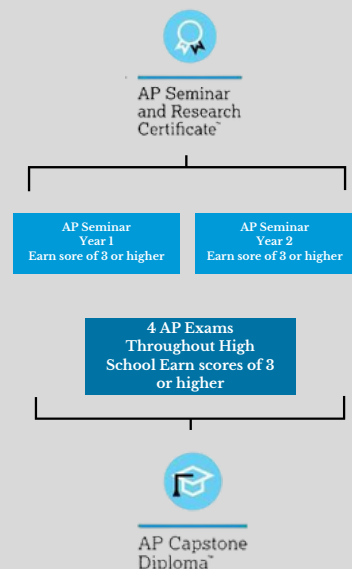 AP Seminar
and Research
Certificate™
AP Seminar
Year 1
Earn sore of 3 or higher
AP Seminar
Year 2
Earn sore of 3 or higher
4 AP Exams
Throughout High
School Earn scores of 3
or higher
AP Capstone
Diploma™